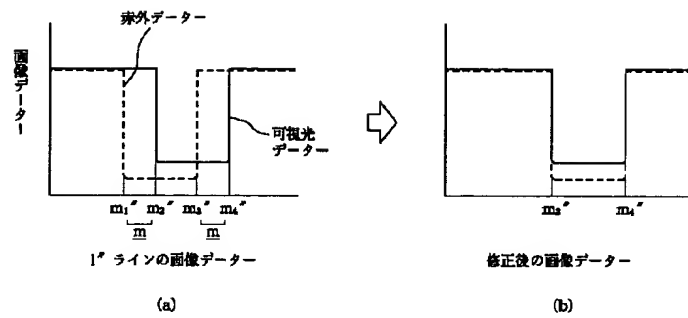 赤外データー
画像データー
可視光
データー
m₁″ m₂″ m₃″ m₄″
m m
1″ ラインの画像データー
(a)
m₂″ m₄″
修正後の画像データー
(b)